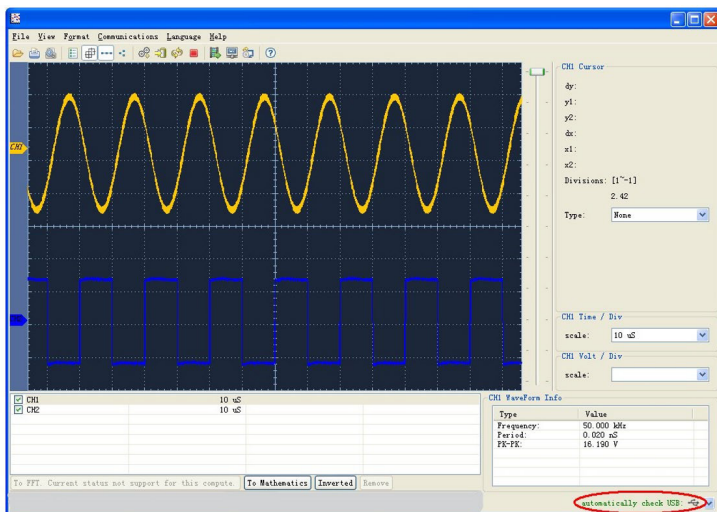 File View Format Communications Language Help
CH1
CH1 Cursor
dy:
y1:
y2:
dx:
x1:
x2:
Divisions: [1~-1]
2.42
Type: None
CH1 Time / Div
scale: 10 uS
CH1 Volt / Div
scale:
CH1 10 uS
CH2 10 uS
To FFT. Current status not support for this compute. To Mathematics Inverted Remove
CH1 WaveForm Info
Type Value
Frequency: 50.000 kHz
Period: 0.020 mS
PK-PK: 16.190 V
automatically check USB: